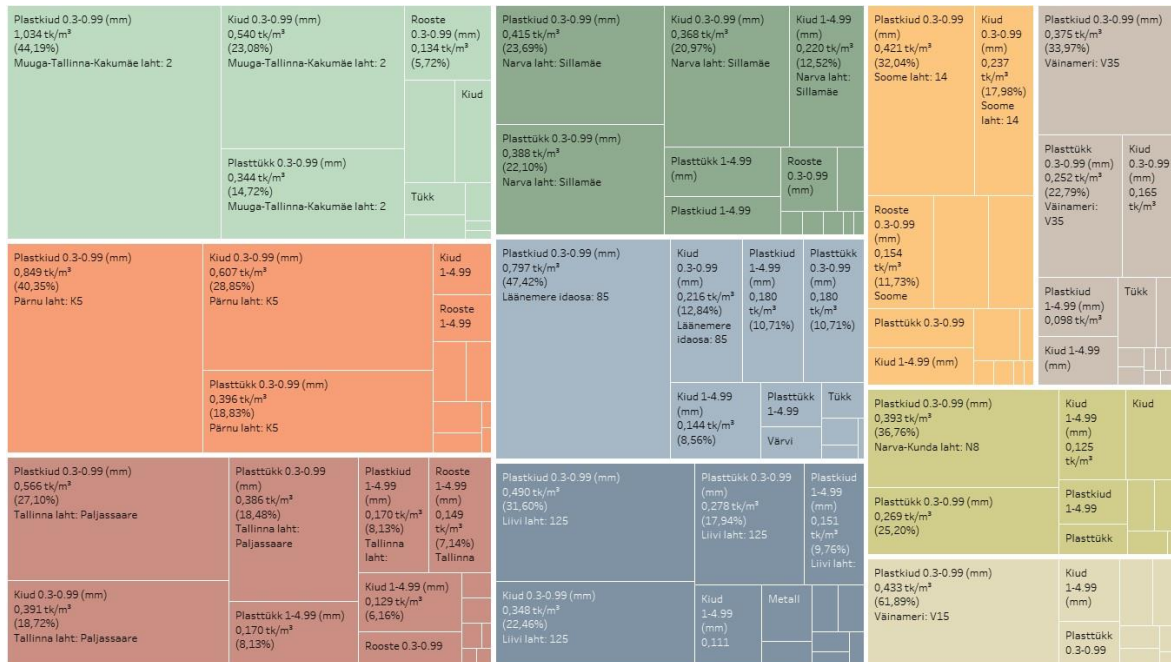 Plastkiud 0.3-0.99 (mm)
1,034 tk/m³
(44,19%)
Muuga-Tallinna-Kakumäe laht: 2
Kiud 0.3-0.99 (mm)
0,540 tk/m³
(23,08%)
Muuga-Tallinna-Kakumäe laht: 2
Rooste
0.3-0.99 (mm)
0,134 tk/m³
(5,72%)
Kiud
Plasttükk 0.3-0.99 (mm)
0,344 tk/m³
(14,72%)
Muuga-Tallinna-Kakumäe laht: 2
Tükk
Plastkiud 0.3-0.99 (mm)
0,415 tk/m³
(23,69%)
Narva laht: Sillamäe
Kiud 0.3-0.99 (mm)
0,368 tk/m³
(20,97%)
Narva laht: Sillamäe
Kiud 1-4.99
(mm)
0,220 tk/m³
(12,52%)
Narva laht:
Sillamäe
Plasttükk 0.3-0.99 (mm)
0,388 tk/m³
(22,10%)
Narva laht: Sillamäe
Plasttükk 1-4.99
(mm)
Rooste
0.3-0.99
(mm)
Plastkiud 1-4.99
Plastkiud 0.3-0.99
(mm)
0,421 tk/m³
(32,04%)
Soome laht: 14
Kiud
0.3-0.99
(mm)
0,237
tk/m³
(17,98%)
Soome
laht: 14
Rooste
0.3-0.99
(mm)
0,154
tk/m³
(11,73%)
Soome
Plasttükk 0.3-0.99
Kiud 1-4.99 (mm)
Plastkiud 0.3-0.99 (mm)
0,375 tk/m³
(33,97%)
Väinameri: V35
Plasttükk
0.3-0.99 (mm)
0,252 tk/m³
(22,79%)
Väinameri:
V35
Kiud
0.3-0.99
(mm)
0,165
tk/m³
Plastkiud
1-4.99 (mm)
0,098 tk/m³
Tükk
Kiud 1-4.99
(mm)
Plastkiud 0.3-0.99 (mm)
0,849 tk/m³
(40,35%)
Pärnu laht: K5
Kiud 0.3-0.99 (mm)
0,607 tk/m³
(28,85%)
Pärnu laht: K5
Kiud
1-4.99
Rooste
1-4.99
Plasttükk 0.3-0.99 (mm)
0,396 tk/m³
(18,83%)
Pärnu laht: K5
Plastkiud 0.3-0.99 (mm)
0,797 tk/m³
(47,42%)
Läänemere idaosa: 85
Kiud
0.3-0.99
(mm)
0,216 tk/m³
(12,84%)
Läänemere
idaosa: 85
Plastkiud
1-4.99
(mm)
0,180
tk/m³
(10,71%)
Plasttükk
0.3-0.99
(mm)
0,180
tk/m³
(10,71%)
Kiud 1-4.99
(mm)
0,144 tk/m³
(8,56%)
Plasttükk
1-4.99
Tükk
Värvi
Plastkiud 0.3-0.99 (mm)
0,393 tk/m³
(36,76%)
Narva-Kunda laht: N8
Kiud
1-4.99
(mm)
0,125
tk/m³
Kiud
Plasttükk 0.3-0.99 (mm)
0,269 tk/m³
(25,20%)
Plastkiud
1-4.99
Plasttükk
Plastkiud 0.3-0.99 (mm)
0,566 tk/m³
(27,10%)
Tallinna laht: Paljassaare
Plasttükk 0.3-0.99
(mm)
0,386 tk/m³
(18,48%)
Tallinna laht:
Paljassaare
Plastkiud
1-4.99
(mm)
0,170 tk/m³
(8,13%)
Tallinna
laht:
Rooste
1-4.99
(mm)
0,149
tk/m³
(7,14%)
Tallinna
Kiud 0.3-0.99 (mm)
0,391 tk/m³
(18,72%)
Tallinna laht: Paljassaare
Plasttükk 1-4.99 (mm)
0,170 tk/m³
(8,13%)
Kiud 1-4.99 (mm)
0,129 tk/m³
(6,16%)
Rooste 0.3-0.99
Plastkiud 0.3-0.99 (mm)
0,490 tk/m³
(31,60%)
Liivi laht: 125
Plasttükk 0.3-0.99
(mm)
0,278 tk/m³
(17,94%)
Liivi laht: 125
Plastkiud
1-4.99
(mm)
0,151
tk/m³
(9,76%)
Liivi laht:
Kiud 0.3-0.99 (mm)
0,348 tk/m³
(22,46%)
Liivi laht: 125
Kiud
1-4.99
(mm)
0,111
Metall
Plastkiud 0.3-0.99 (mm)
0,433 tk/m³
(61,89%)
Väinameri: V15
Kiud
1-4.99
(mm)
Plasttükk
0.3-0.99